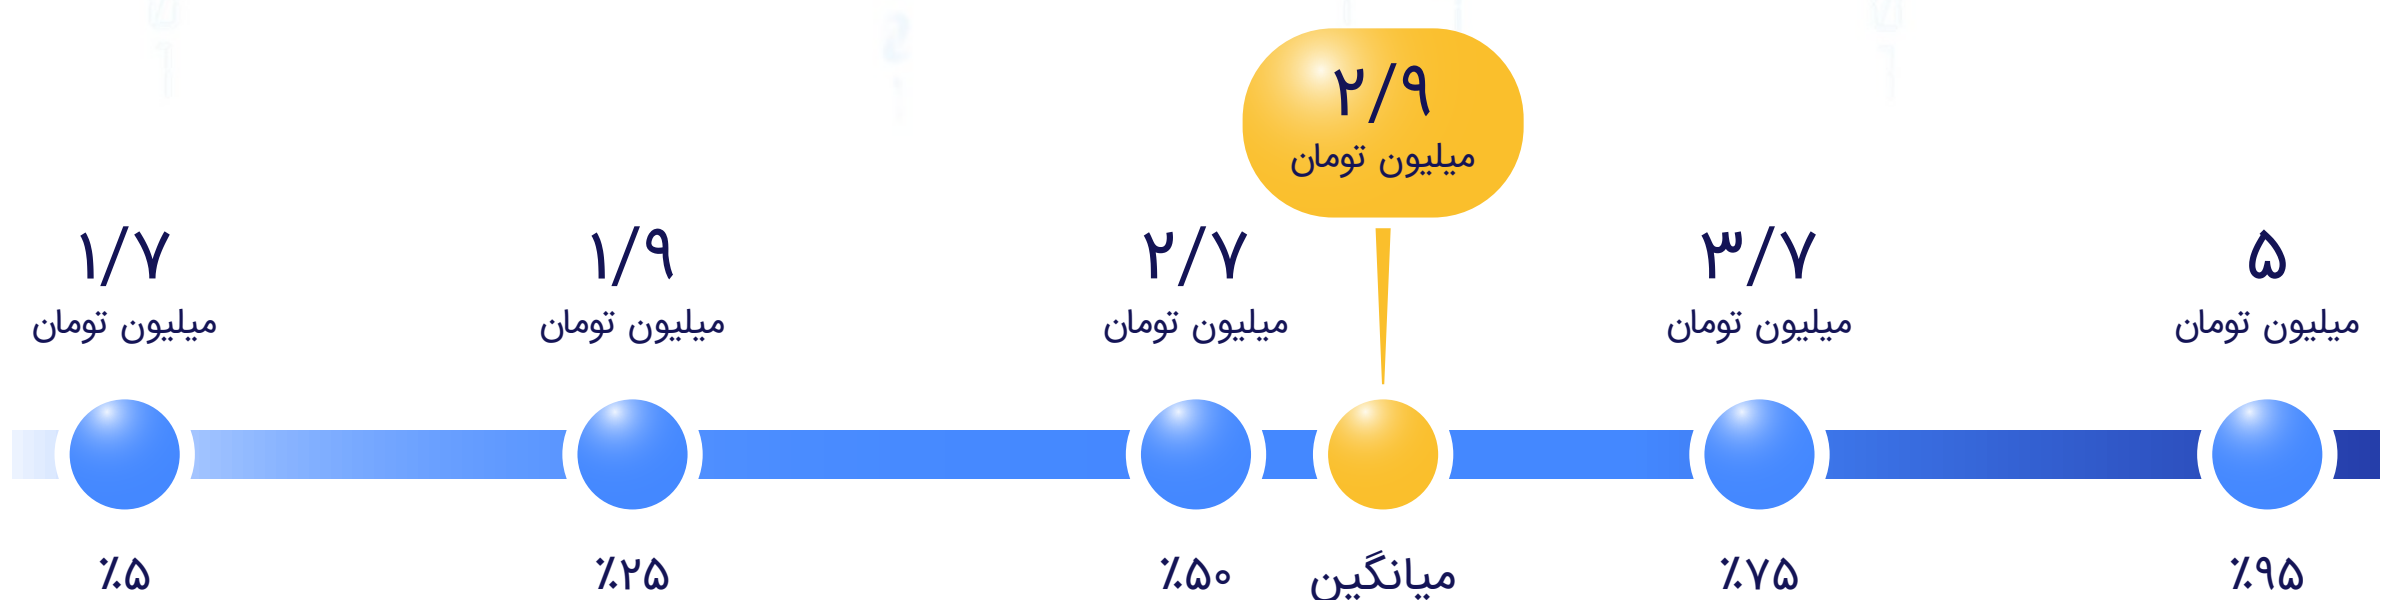 ۲/۹
میلیون تومان
۱/۷
میلیون تومان
۱/۹
میلیون تومان
۲/۷
میلیون تومان
۳/۷
میلیون تومان
۵
میلیون تومان
٪۵
٪۲۵
٪۵۰
میانگین
٪۷۵
٪۹۵